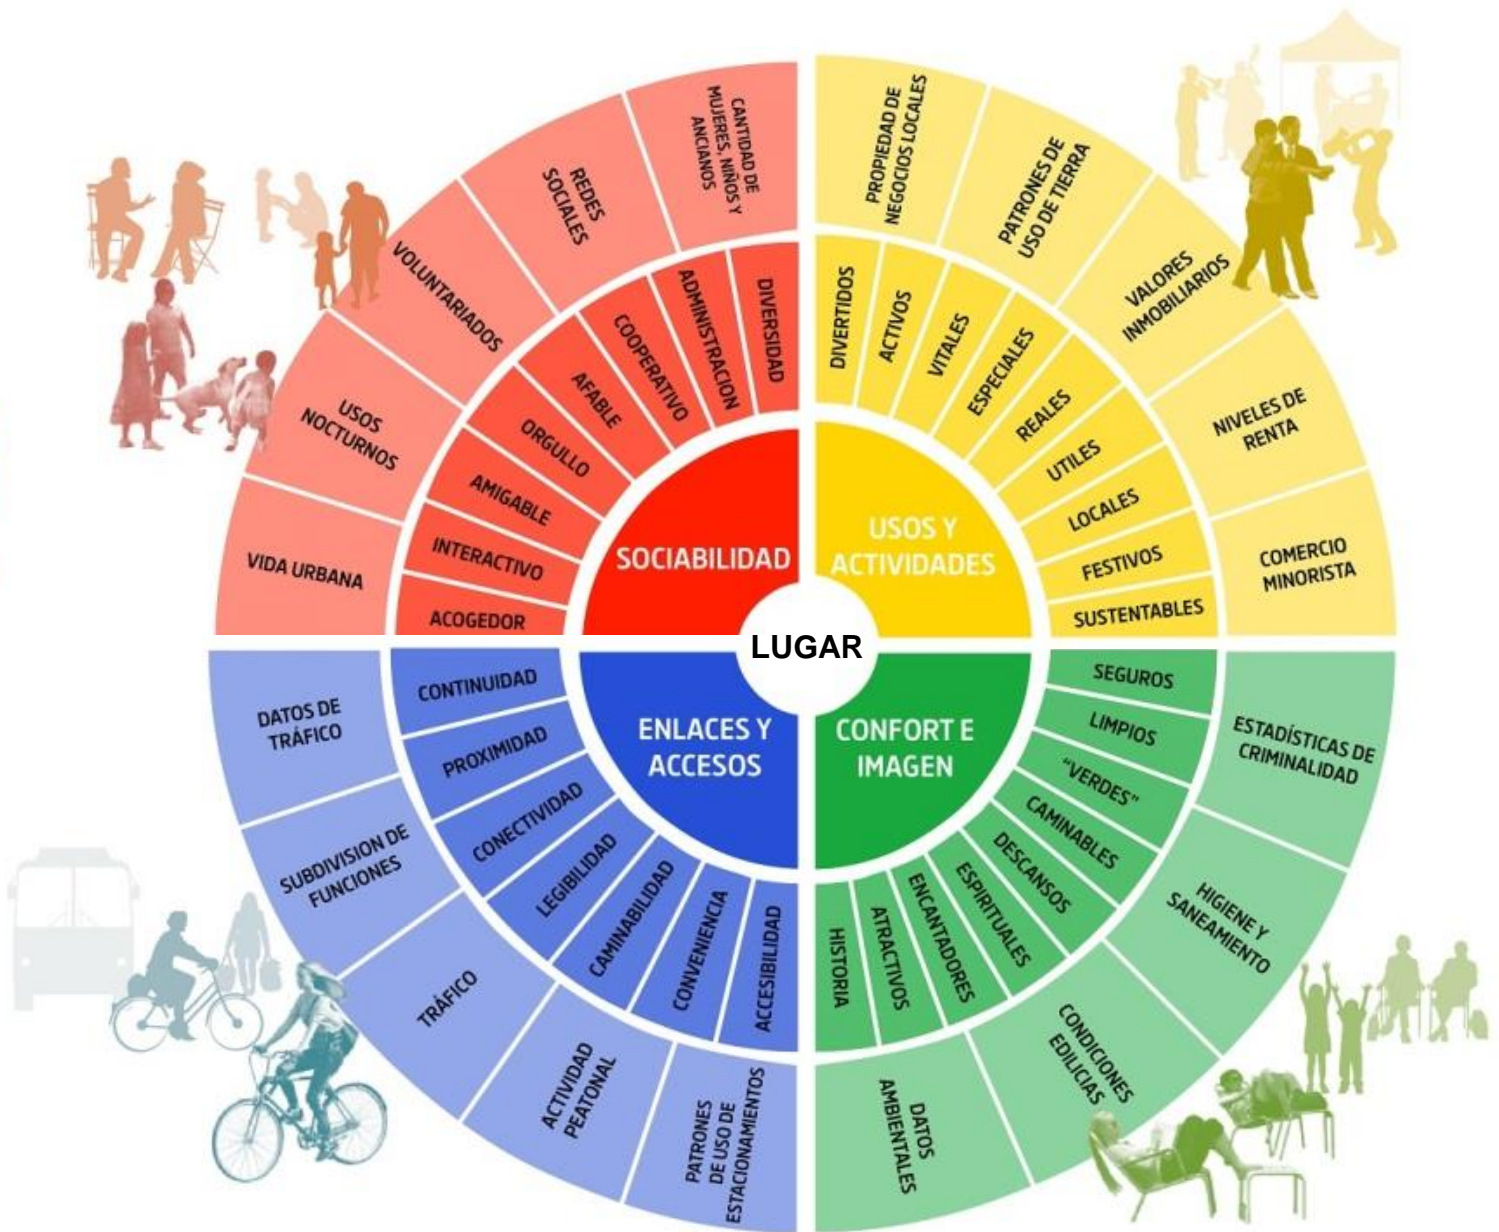 CANTIDAD DE
MUJERES, NIÑOS Y
ANCIANOS
REDES
SOCIALES
VOLUNTARIADOS
USOS
NOCTURNOS
VIDA URBANA
DIVERSIDAD
ADMINISTRACION
COOPERATIVO
AFABLE
ORGULLO
AMIGABLE
INTERACTIVO
ACOGEDOR
SOCIABILIDAD
PROPIEDAD DE
NEGOCIOS LOCALES
PATRONES DE
USO DE TIERRA
VALORES
INMOBILIARIOS
NIVELES DE
RENTA
COMERCIO
MINORISTA
DIVERTIDOS
ACTIVOS
VITALES
ESPECIALES
REALES
UTILES
LOCALES
FESTIVOS
SUSTENTABLES
USOS Y
ACTIVIDADES
LUGAR
ENLACES Y
ACCESOS
CONTINUIDAD
PROXIMIDAD
CONECTIVIDAD
LEGIBILIDAD
CAMINABILIDAD
CONVENIENCIA
ACCESIBILIDAD
DATOS DE
TRÁFICO
SUBDIVISION DE
FUNCIONES
TRÁFICO
ACTIVIDAD
PEATONAL
PATRONES
DE USO DE
ESTACIONAMIENTOS
CONFORT E
IMAGEN
SEGUROS
LIMPIOS
“VERDES”
CAMINABLES
DESCANSOS
ESPIRITUALES
ENCANTADORES
ATRACTIVOS
HISTORIA
ESTADÍSTICAS DE
CRIMINALIDAD
HIGIENE Y
SANEAMIENTO
CONDICIONES
EDILICIAS
DATOS
AMBIENTALES